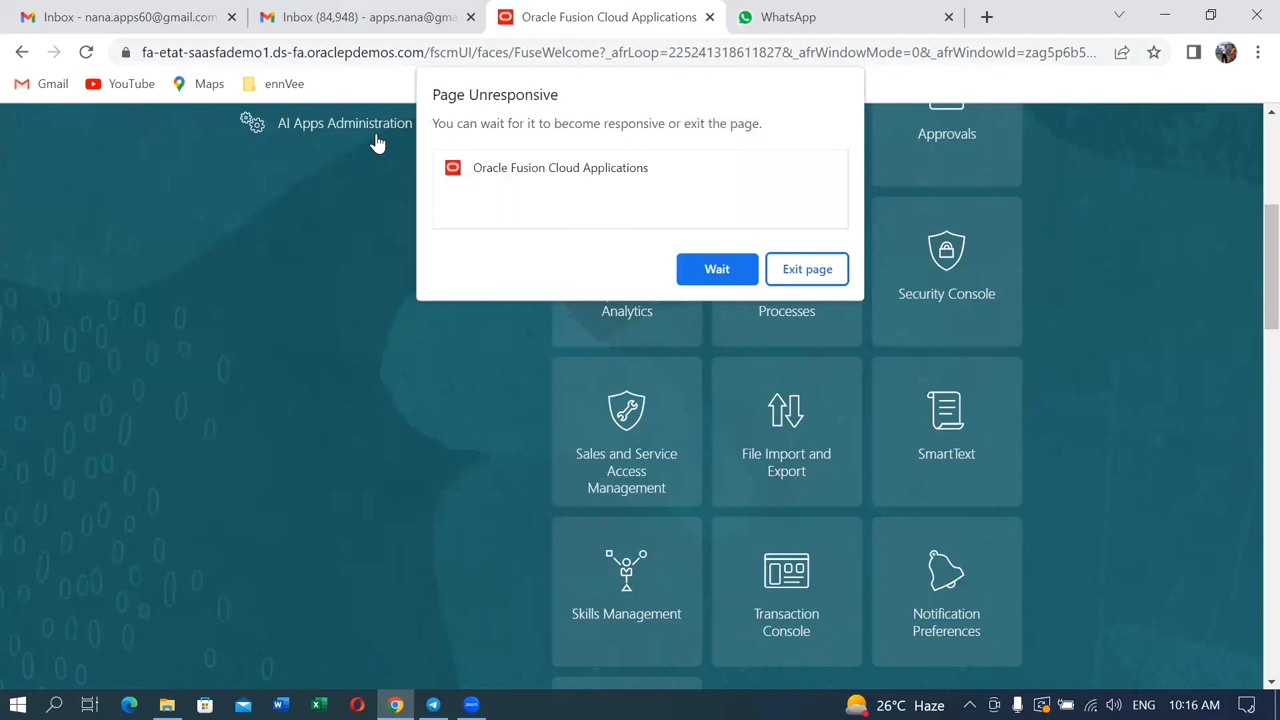 Inbox - nana.apps60@gmail.com
Inbox (84,948) - apps.nana@gma
Oracle Fusion Cloud Applications
WhatsApp
fa-etat-saasfademo1.ds-fa.oraclepdemos.com/fscmUI/faces/FuseWelcome?_afrLoop=2252413186118278&_afrWindowMode=0&_afrWindowId=zag5p6b5...
Gmail
YouTube
Maps
ennVee
Page Unresponsive
You can wait for it to become responsive or exit the page.
Oracle Fusion Cloud Applications
Wait
Exit page
AI Apps Administration
Approvals
Analytics
Processes
Security Console
Sales and Service
Access
Management
File Import and
Export
SmartText
Skills Management
Transaction
Console
Notification
Preferences
26°C Haze
ENG
10:16 AM